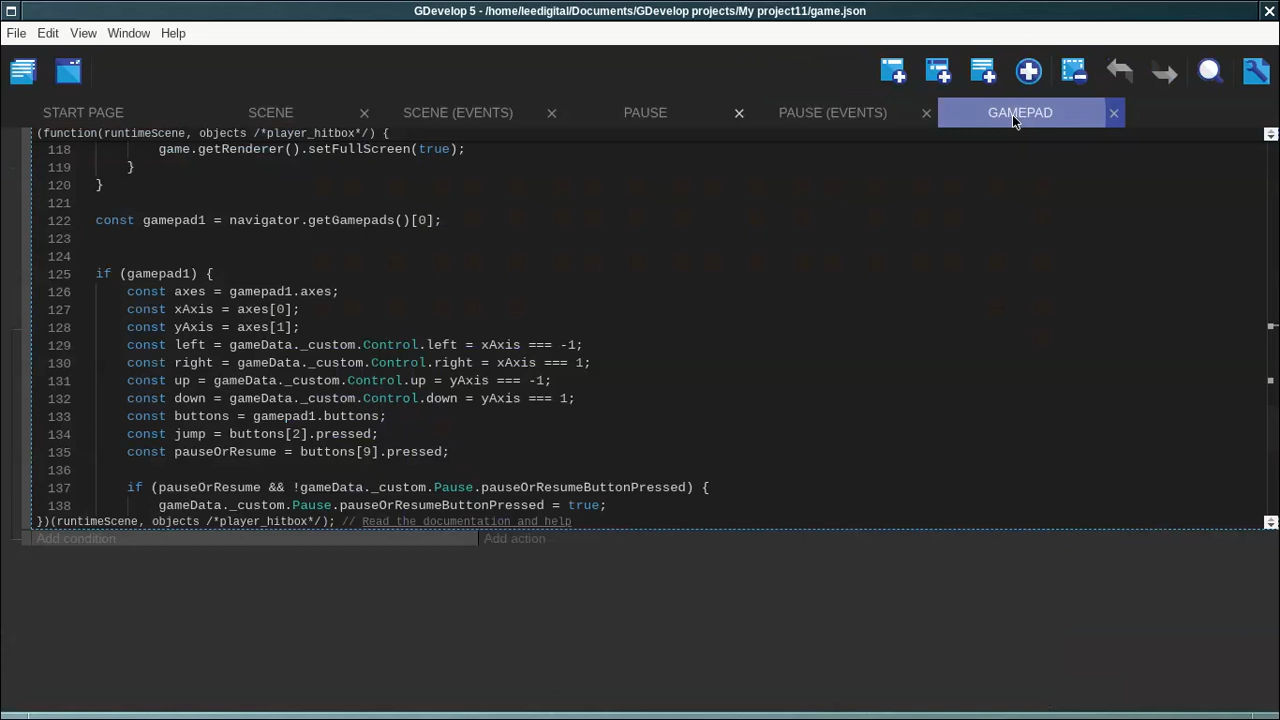 GDevelop 5 - /home/leedigital/Documents/GDevelop projects/My project11/game.json
File Edit View Window Help
START PAGE SCENE SCENE (EVENTS) PAUSE PAUSE (EVENTS) GAMEPAD
(function(runtimeScene, objects /*player_hitbox*/) {
118 game.getRenderer().setFullScreen(true);
119 }
120 }
121
122 const gamepad1 = navigator.getGamepads()[0];
123
124
125 if (gamepad1) {
126 const axes = gamepad1.axes;
127 const xAxis = axes[0];
128 const yAxis = axes[1];
129 const left = gameData._custom.Control.left = xAxis === -1;
130 const right = gameData._custom.Control.right = xAxis === 1;
131 const up = gameData._custom.Control.up = yAxis === -1;
132 const down = gameData._custom.Control.down = yAxis === 1;
133 const buttons = gamepad1.buttons;
134 const jump = buttons[2].pressed;
135 const pauseOrResume = buttons[9].pressed;
136
137 if (pauseOrResume && !gameData._custom.Pause.pauseOrResumeButtonPressed) {
138 gameData._custom.Pause.pauseOrResumeButtonPressed = true;
})(runtimeScene, objects /*player_hitbox*/); // Read the documentation and help
Add condition Add action